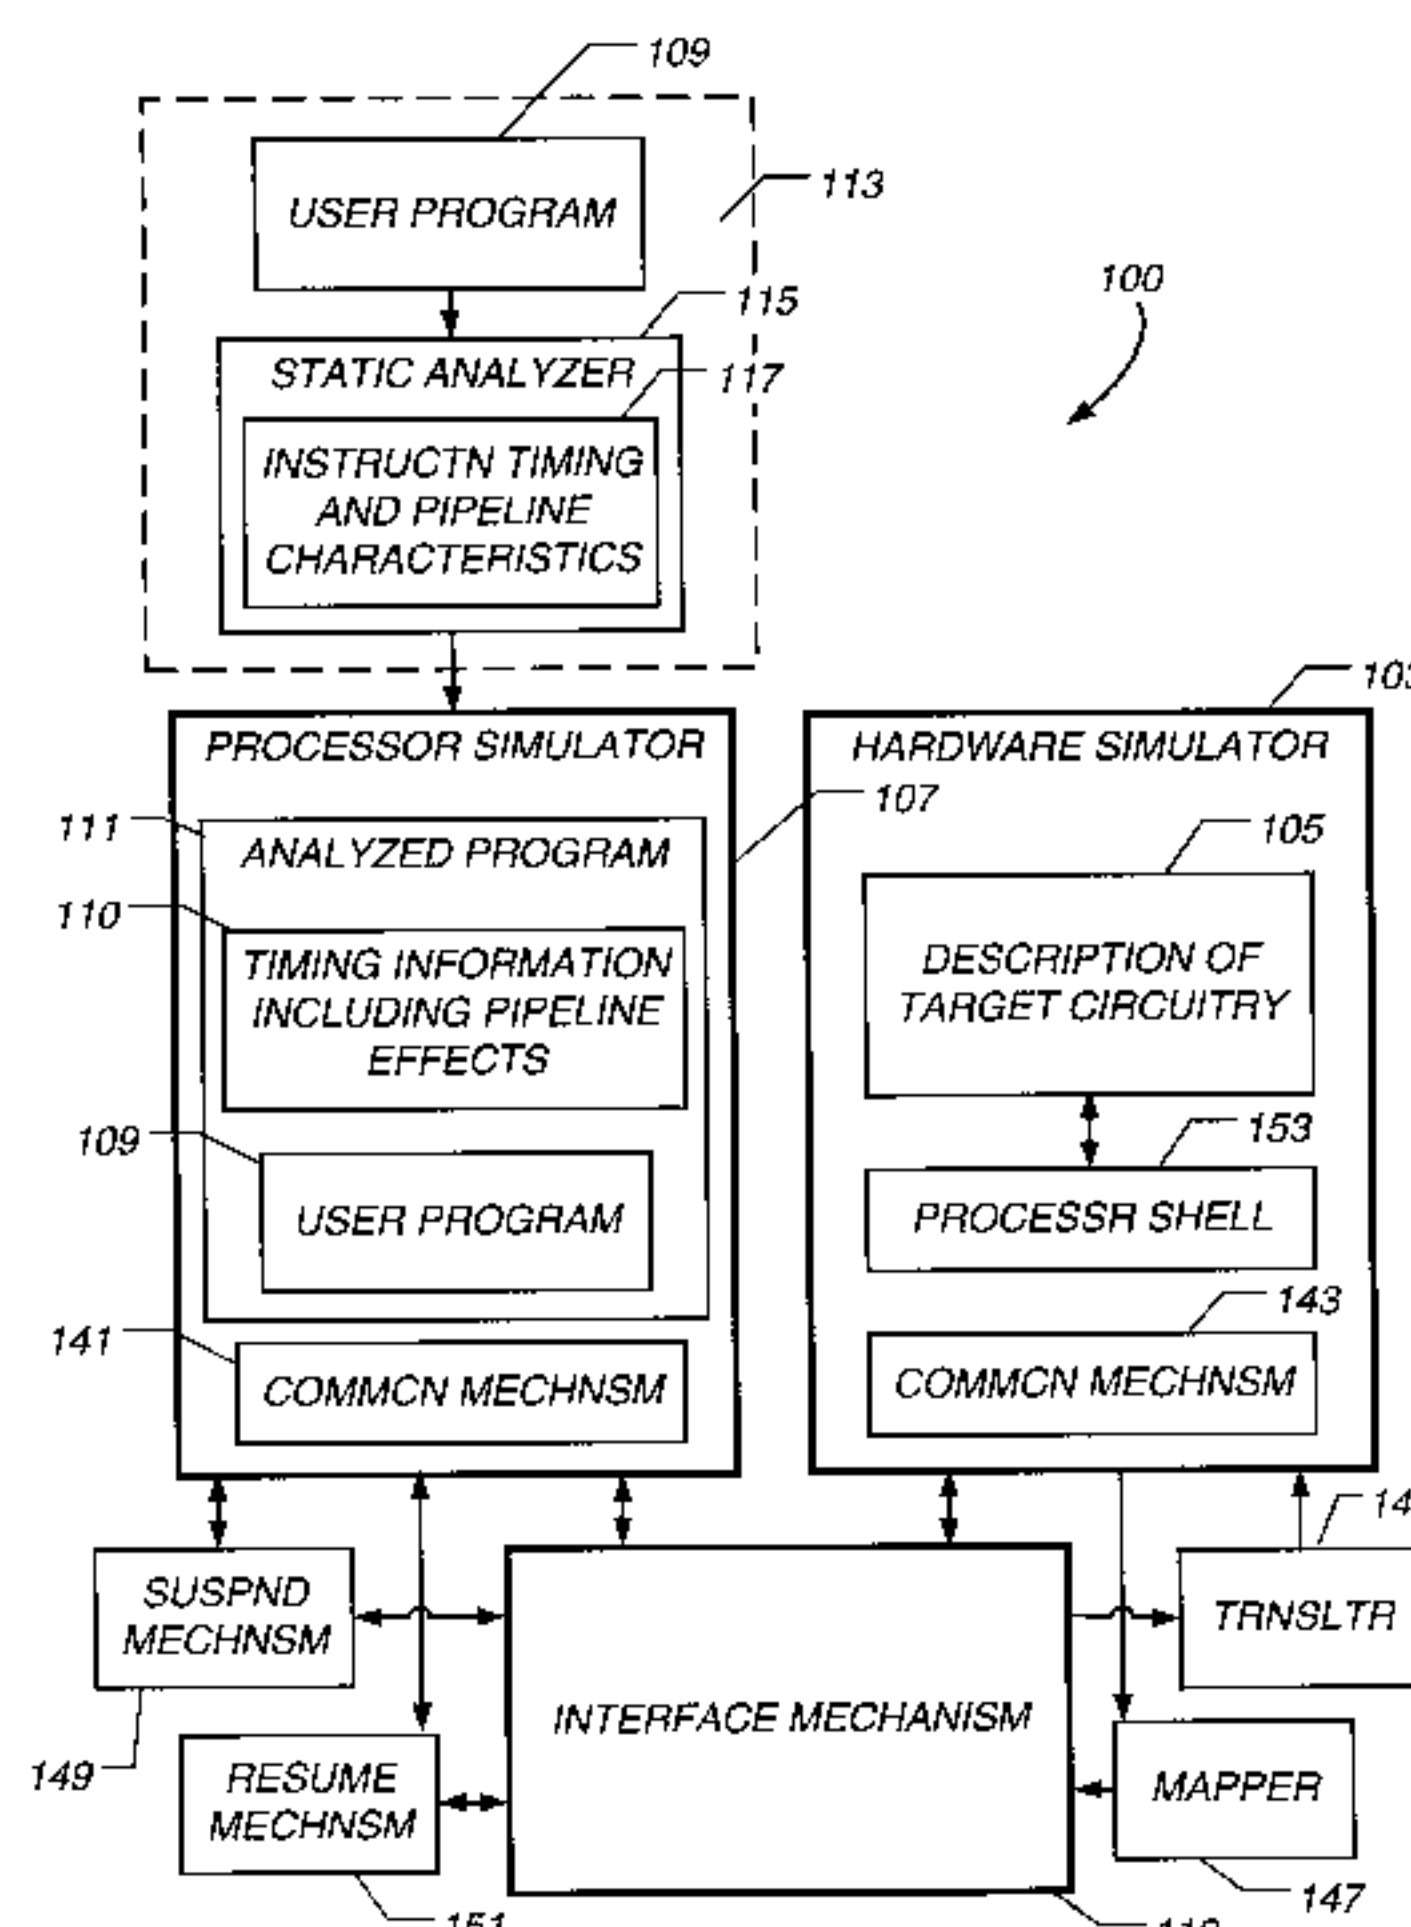 109
USER PROGRAM
113
100
115
STATIC ANALYZER
117
INSTRUCTN TIMING
AND PIPELINE
CHARACTERISTICS
PROCESSOR SIMULATOR
HARDWARE SIMULATOR
107
111
ANALYZED PROGRAM
105
110
TIMING INFORMATION
INCLUDING PIPELINE
EFFECTS
DESCRIPTION OF
TARGET CIRCUITRY
109
USER PROGRAM
153
PROCESSR SHELL
141
COMMCN MECHNSM
143
COMMCN MECHNSM
SUSPND
MECHNSM
TRNSLTR
INTERFACE MECHANISM
149
RESUME
MECHNSM
MAPPER
147
151